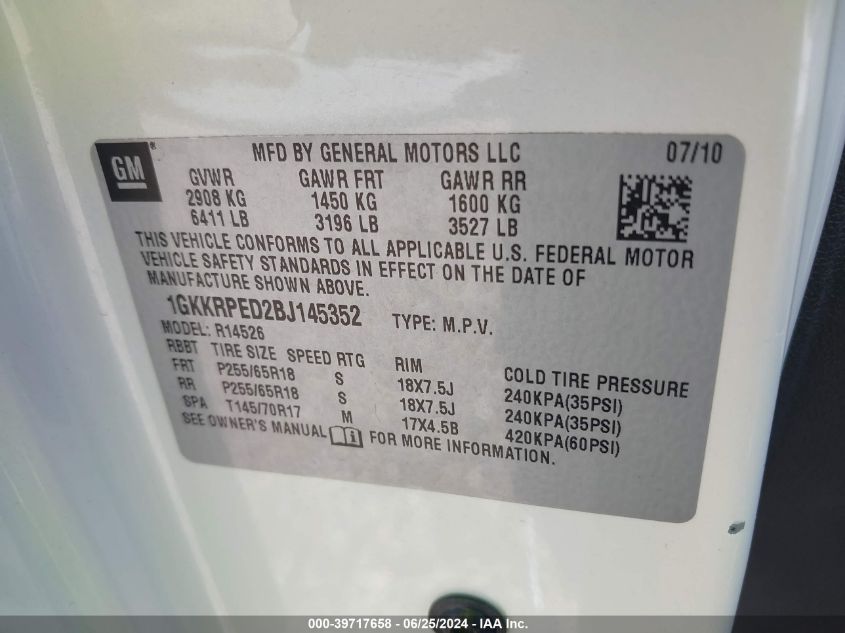 GM®
MFD BY GENERAL MOTORS LLC 07/10
GVWR GAWR FRT GAWR RR
2908 KG 1450 KG 1600 KG
6411 LB 3196 LB 3527 LB
THIS VEHICLE CONFORMS TO ALL APPLICABLE U.S. FEDERAL MOTOR
VEHICLE SAFETY STANDARDS IN EFFECT ON THE DATE OF
MANUFACTURE SHOWN ABOVE.
1GKKRPED2BJ145352 TYPE: M.P.V.
MODEL: R14526
RBBT TIRE SIZE SPEED RTG RIM COLD TIRE PRESSURE
FRT P255/65R18 S 18X7.5J 240KPA(35PSI)
RR P255/65R18 S 18X7.5J 240KPA(35PSI)
SPA T145/70R17 M 17X4.5B 420KPA(60PSI)
SEE OWNER'S MANUAL FOR MORE INFORMATION.
000-39717658 - 06/25/2024 - IAA Inc.